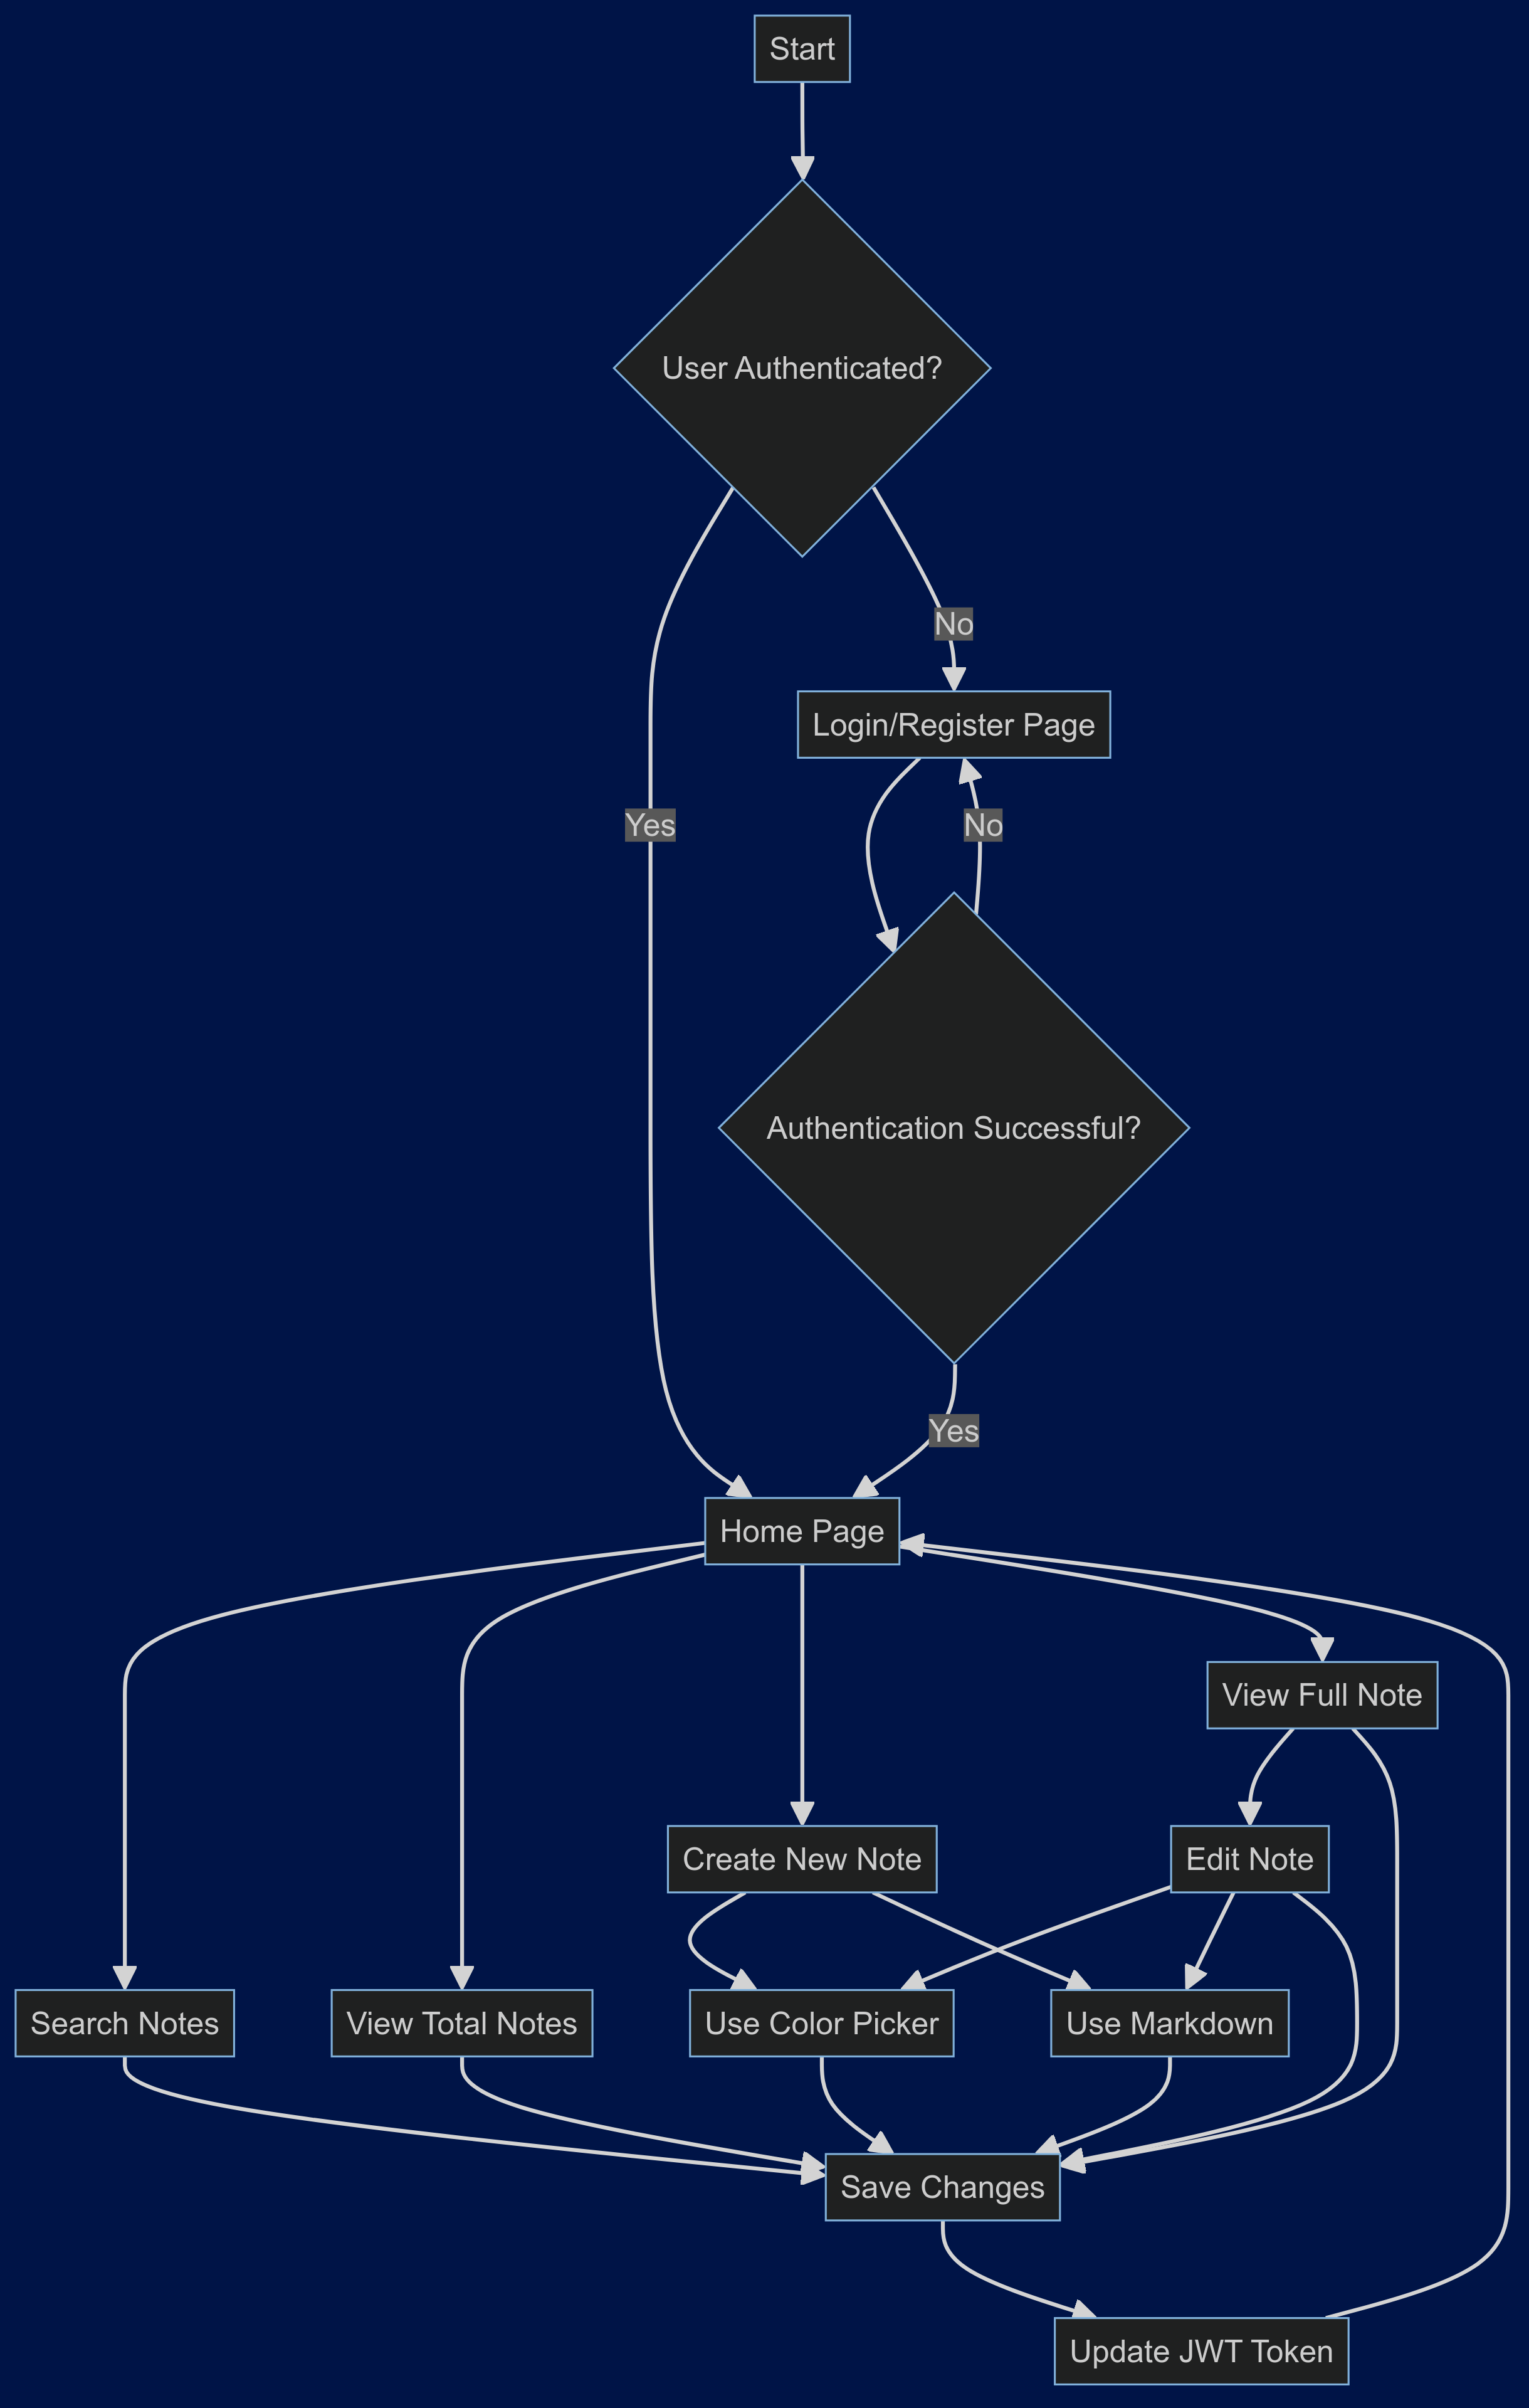 Start
User Authenticated?
No
Login/Register Page
Yes
No
Authentication Successful?
Yes
Home Page
View Full Note
Create New Note
Edit Note
Search Notes
View Total Notes
Use Color Picker
Use Markdown
Save Changes
Update JWT Token